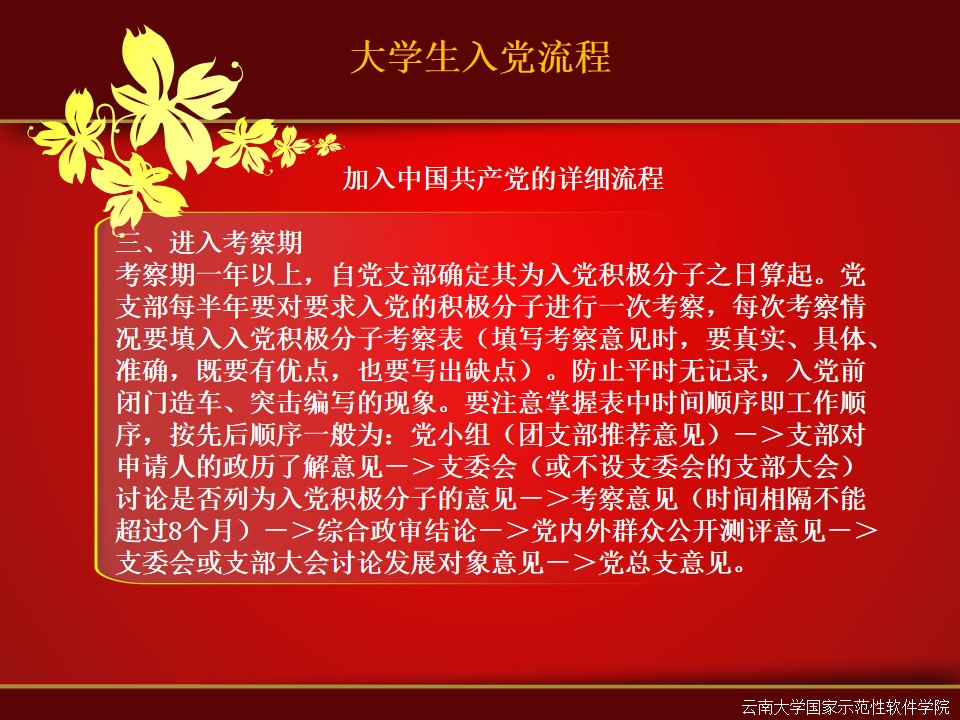 大学生入党流程
加入中国共产党的详细流程
三、进入考察期
考察期一年以上，自党支部确定其为入党积极分子之日算起。党
支部每半年要对要求入党的积极分子进行一次考察，每次考察情
况要填入入党积极分子考察表（填写考察意见时，要真实、具体、
准确，既要有优点，也要写出缺点）。防止平时无记录，入党前
闭门造车、突击编写的现象。要注意掌握表中时间顺序即工作顺
序，按先后顺序一般为：党小组（团支部推荐意见）－＞支部对
申请人的政历了解意见－＞支委会（或不设支委会的支部大会）
讨论是否列为入党积极分子的意见－＞考察意见（时间相隔不能
超过8个月）－＞综合政审结论－＞党内外群众公开测评意见－＞
支委会或支部大会讨论发展对象意见－＞党总支意见。
云南大学国家示范性软件学院